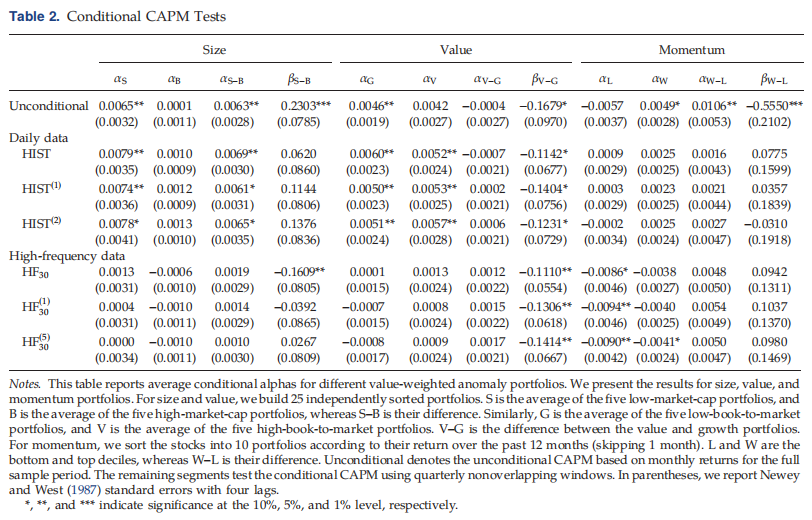 Table 2. Conditional CAPM Tests
Size Value Momentum
αS αB αS–B βS–B αG αV αV–G βV–G αL αW αW–L βW–L
Unconditional 0.0065** 0.0001 0.0063** 0.2303*** 0.0046** 0.0042 −0.0004 −0.1679* −0.0057 0.0049* 0.0106** −0.5550***
(0.0032) (0.0011) (0.0028) (0.0785) (0.0019) (0.0027) (0.0027) (0.0970) (0.0037) (0.0028) (0.0053) (0.2102)
Daily data
HIST 0.0079** 0.0010 0.0069** 0.0620 0.0060** 0.0052** −0.0007 −0.1142* 0.0009 0.0025 0.0016 0.0775
(0.0035) (0.0009) (0.0030) (0.0860) (0.0023) (0.0024) (0.0021) (0.0677) (0.0029) (0.0025) (0.0043) (0.1599)
HIST(1) 0.0074** 0.0012 0.0061* 0.1144 0.0050** 0.0053** 0.0002 −0.1404* 0.0003 0.0023 0.0021 0.0357
(0.0036) (0.0009) (0.0031) (0.0806) (0.0023) (0.0025) (0.0021) (0.0756) (0.0029) (0.0025) (0.0044) (0.1839)
HIST(2) 0.0078* 0.0013 0.0065* 0.1376 0.0051** 0.0057** 0.0006 −0.1231* −0.0002 0.0025 0.0027 −0.0310
(0.0041) (0.0010) (0.0035) (0.0836) (0.0024) (0.0028) (0.0021) (0.0729) (0.0034) (0.0024) (0.0047) (0.1918)
High-frequency data
HF30 0.0013 −0.0006 0.0019 −0.1609** 0.0001 0.0013 0.0012 −0.1110** −0.0086* −0.0038 0.0048 0.0942
(0.0031) (0.0010) (0.0029) (0.0805) (0.0015) (0.0024) (0.0022) (0.0554) (0.0046) (0.0027) (0.0050) (0.1311)
HF30(1) 0.0004 −0.0010 0.0014 −0.0392 −0.0007 0.0008 0.0015 −0.1306** −0.0094** −0.0040 0.0054 0.1037
(0.0031) (0.0011) (0.0029) (0.0865) (0.0015) (0.0024) (0.0022) (0.0618) (0.0046) (0.0025) (0.0049) (0.1370)
HF30(5) 0.0000 −0.0010 0.0010 0.0267 −0.0008 0.0009 0.0017 −0.1414** −0.0090** −0.0041* 0.0050 0.0980
(0.0034) (0.0011) (0.0030) (0.0809) (0.0017) (0.0024) (0.0021) (0.0667) (0.0042) (0.0024) (0.0047) (0.1469)
Notes. This table reports average conditional alphas for different value-weighted anomaly portfolios. We present the results for size, value, and
momentum portfolios. For size and value, we build 25 independently sorted portfolios. S is the average of the five low-market-cap portfolios, and
B is the average of the five high-market-cap portfolios, whereas S–B is their difference. Similarly, G is the average of the five low-book-to-market
portfolios, and V is the average of the five high-book-to-market portfolios. V–G is the difference between the value and growth portfolios.
For momentum, we sort the stocks into 10 portfolios according to their return over the past 12 months (skipping 1 month). L and W are the
bottom and top deciles, whereas W–L is their difference. Unconditional denotes the unconditional CAPM based on monthly returns for the full
sample period. The remaining segments test the conditional CAPM using quarterly nonoverlapping windows. In parentheses, we report Newey
and West (1987) standard errors with four lags.
*, **, and *** indicate significance at the 10%, 5%, and 1% level, respectively.